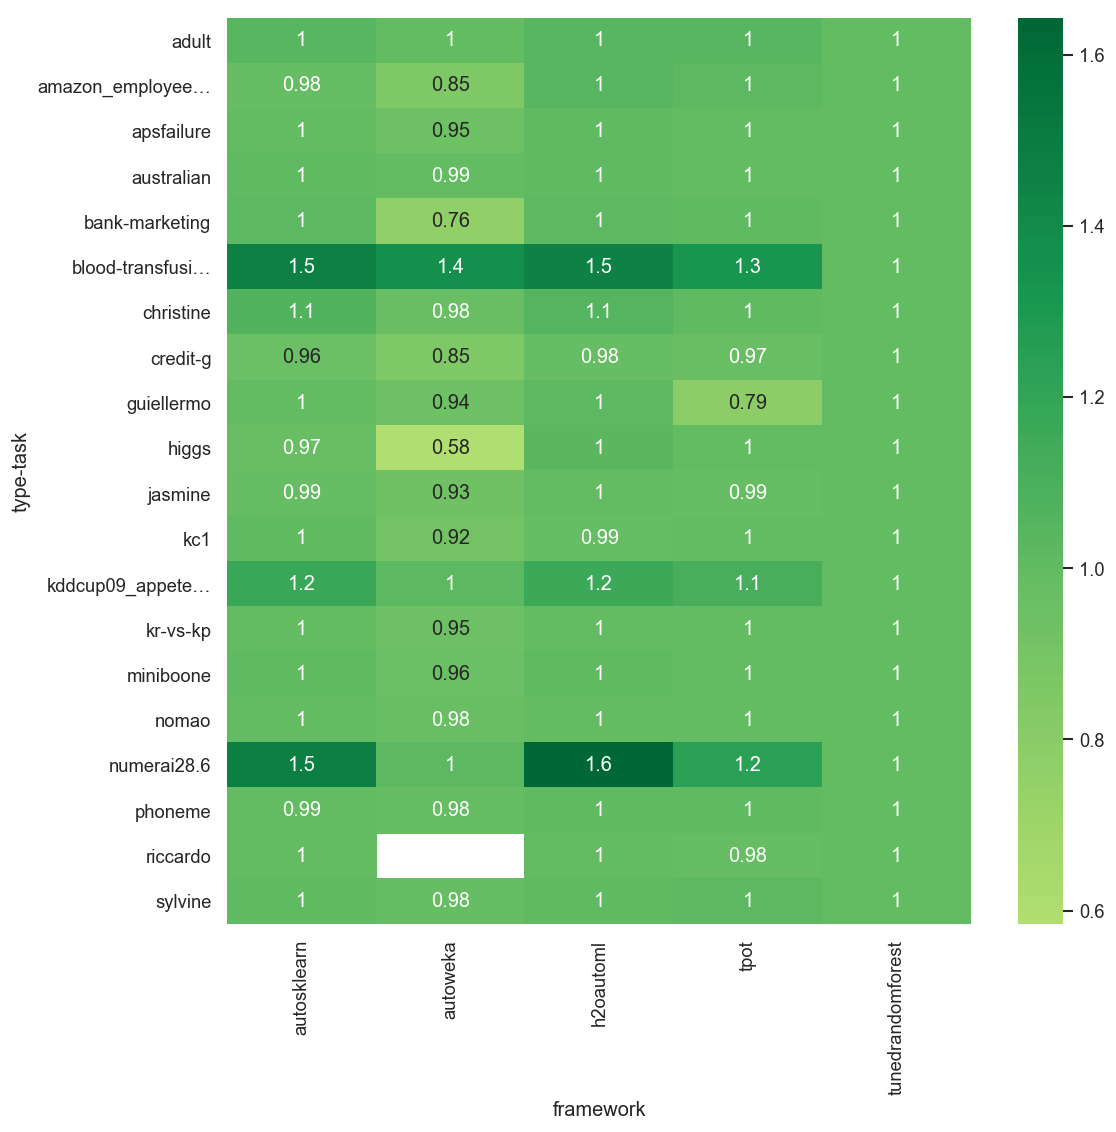 adult 1 1 1 1 1
amazon_employee… 0.98 0.85 1 1 1
apsfailure 1 0.95 1 1 1
australian 1 0.99 1 1 1
bank-marketing 1 0.76 1 1 1
blood-transfusi… 1.5 1.4 1.5 1.3 1
christine 1.1 0.98 1.1 1 1
credit-g 0.96 0.85 0.98 0.97 1
guiellermo 1 0.94 1 0.79 1
higgs 0.97 0.58 1 1 1
jasmine 0.99 0.93 1 0.99 1
kc1 1 0.92 0.99 1 1
kddcup09_appete… 1.2 1 1.2 1.1 1
kr-vs-kp 1 0.95 1 1 1
miniboone 1 0.96 1 1 1
nomao 1 0.98 1 1 1
numerai28.6 1.5 1 1.6 1.2 1
phoneme 0.99 0.98 1 1 1
riccardo 1 1 0.98 1
sylvine 1 0.98 1 1 1
type-task
autosklearn
autoweka
h2oautoml
tpot
tunedrandomforest
framework
1.6
1.4
1.2
1.0
0.8
0.6